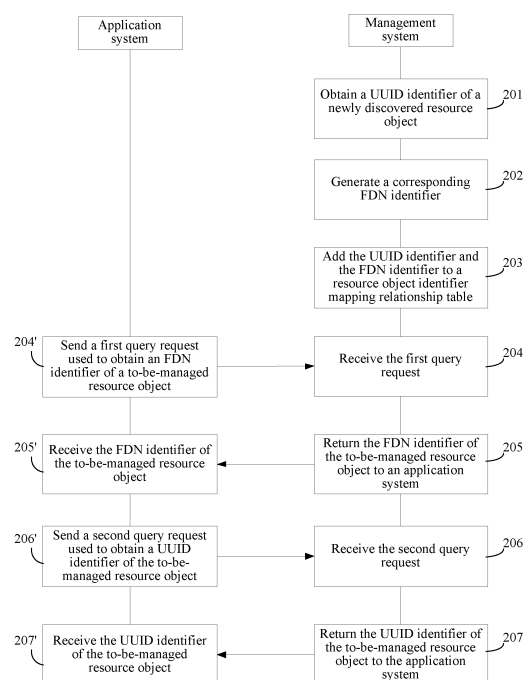 Application
system
Management
system
Obtain a UUID identifier of a
newly discovered resource
object
201
Generate a corresponding
FDN identifier
202
Add the UUID identifier and
the FDN identifier to a
resource object identifier
mapping relationship table
203
204'
Send a first query request
used to obtain an FDN
identifier of a to-be-managed
resource object
Receive the first query
request
204
205'
Receive the FDN identifier of
the to-be-managed resource
object
Return the FDN identifier of
the to-be-managed resource
object to an application
system
205
206'
Send a second query request
used to obtain a UUID
identifier of the to-be-
managed resource object
Receive the second query
request
206
207'
Receive the UUID identifier
of the to-be-managed
resource object
Return the UUID identifier of
the to-be-managed resource
object to the application
system
207